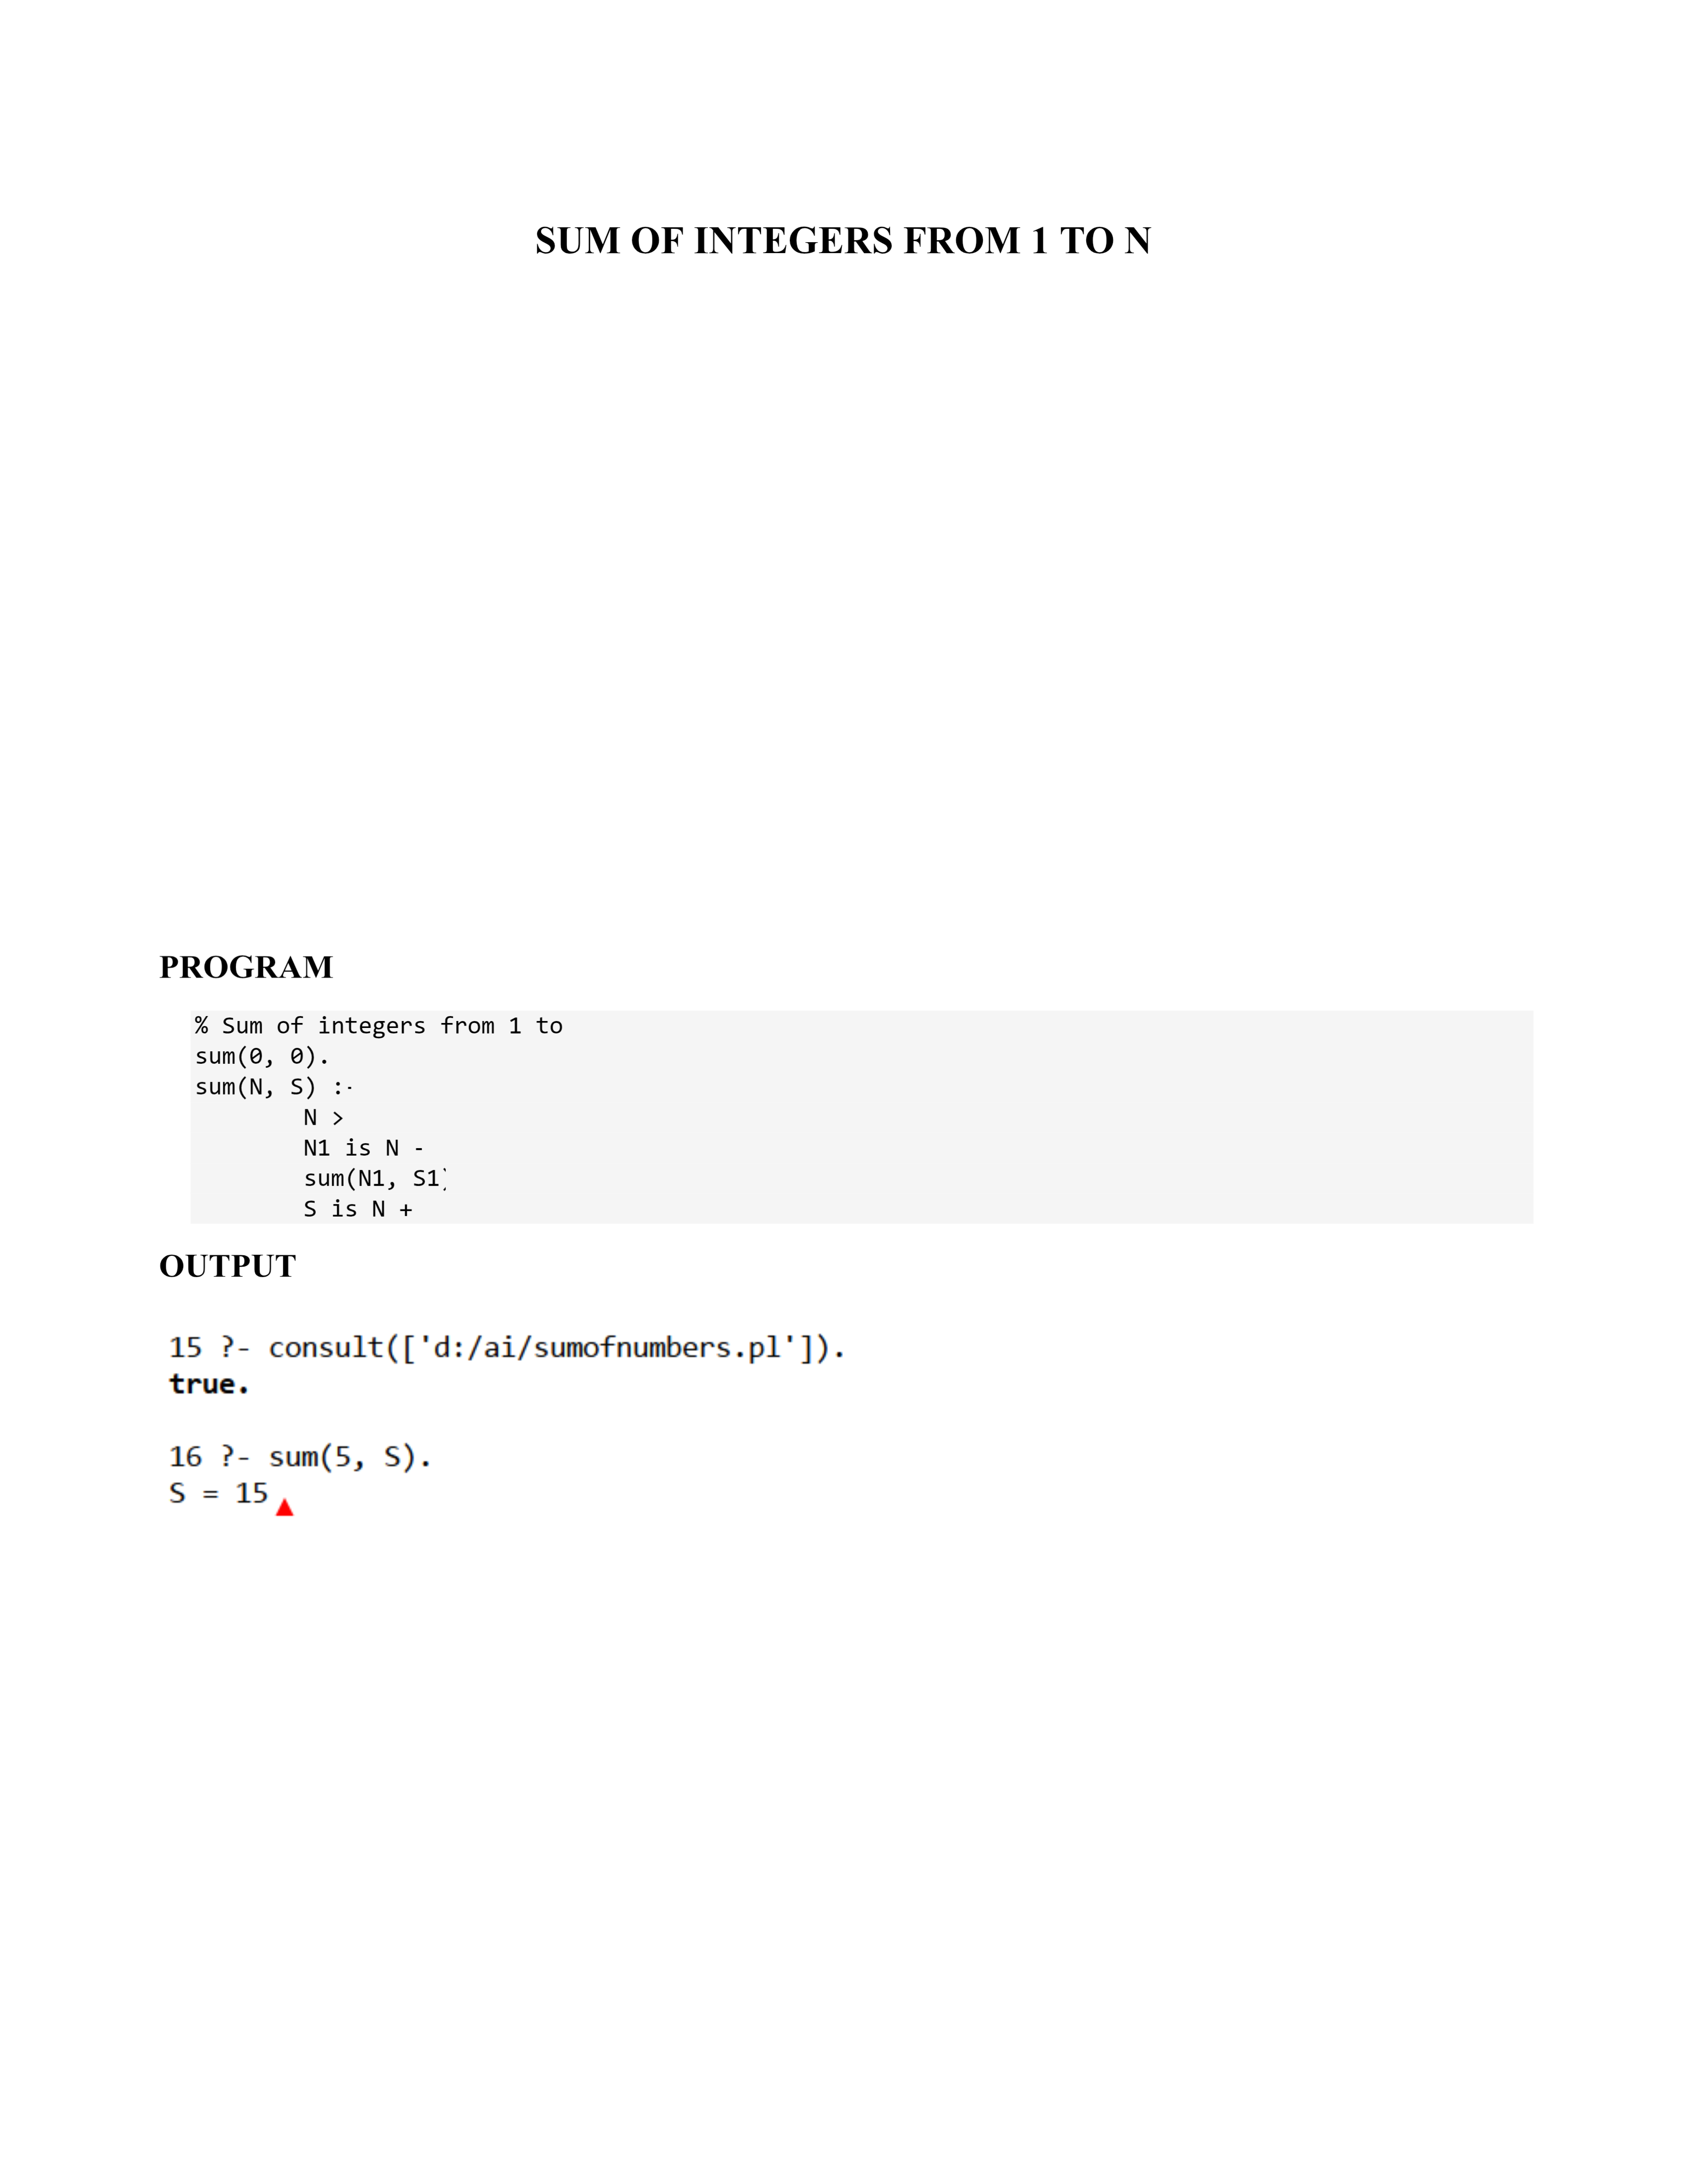 SUM OF INTEGERS FROM 1 TO N
PROGRAM
% Sum of integers from 1 to
sum(0, 0).
sum(N, S) :-
N >
N1 is N -
sum(N1, S1)
S is N +
OUTPUT
15 ?- consult(['d:/ai/sumofnumbers.pl']).
true.
16 ?- sum(5, S).
S = 15